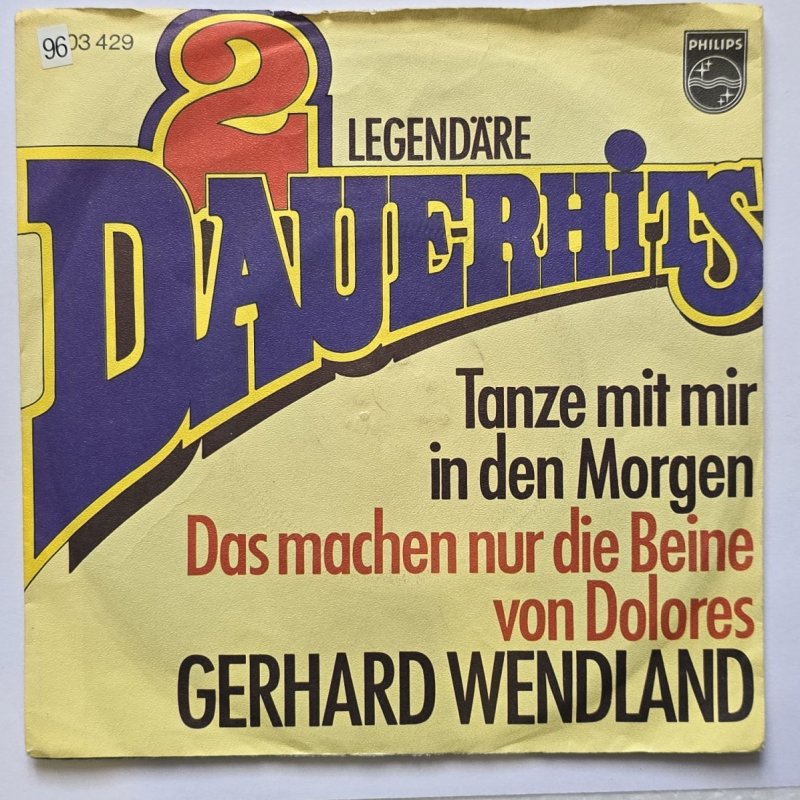 96 03 429
PHILIPS
2
LEGENDÄRE
DAUERHiTS
Tanze mit mir
in den Morgen
Das machen nur die Beine
von Dolores
GERHARD WENDLAND